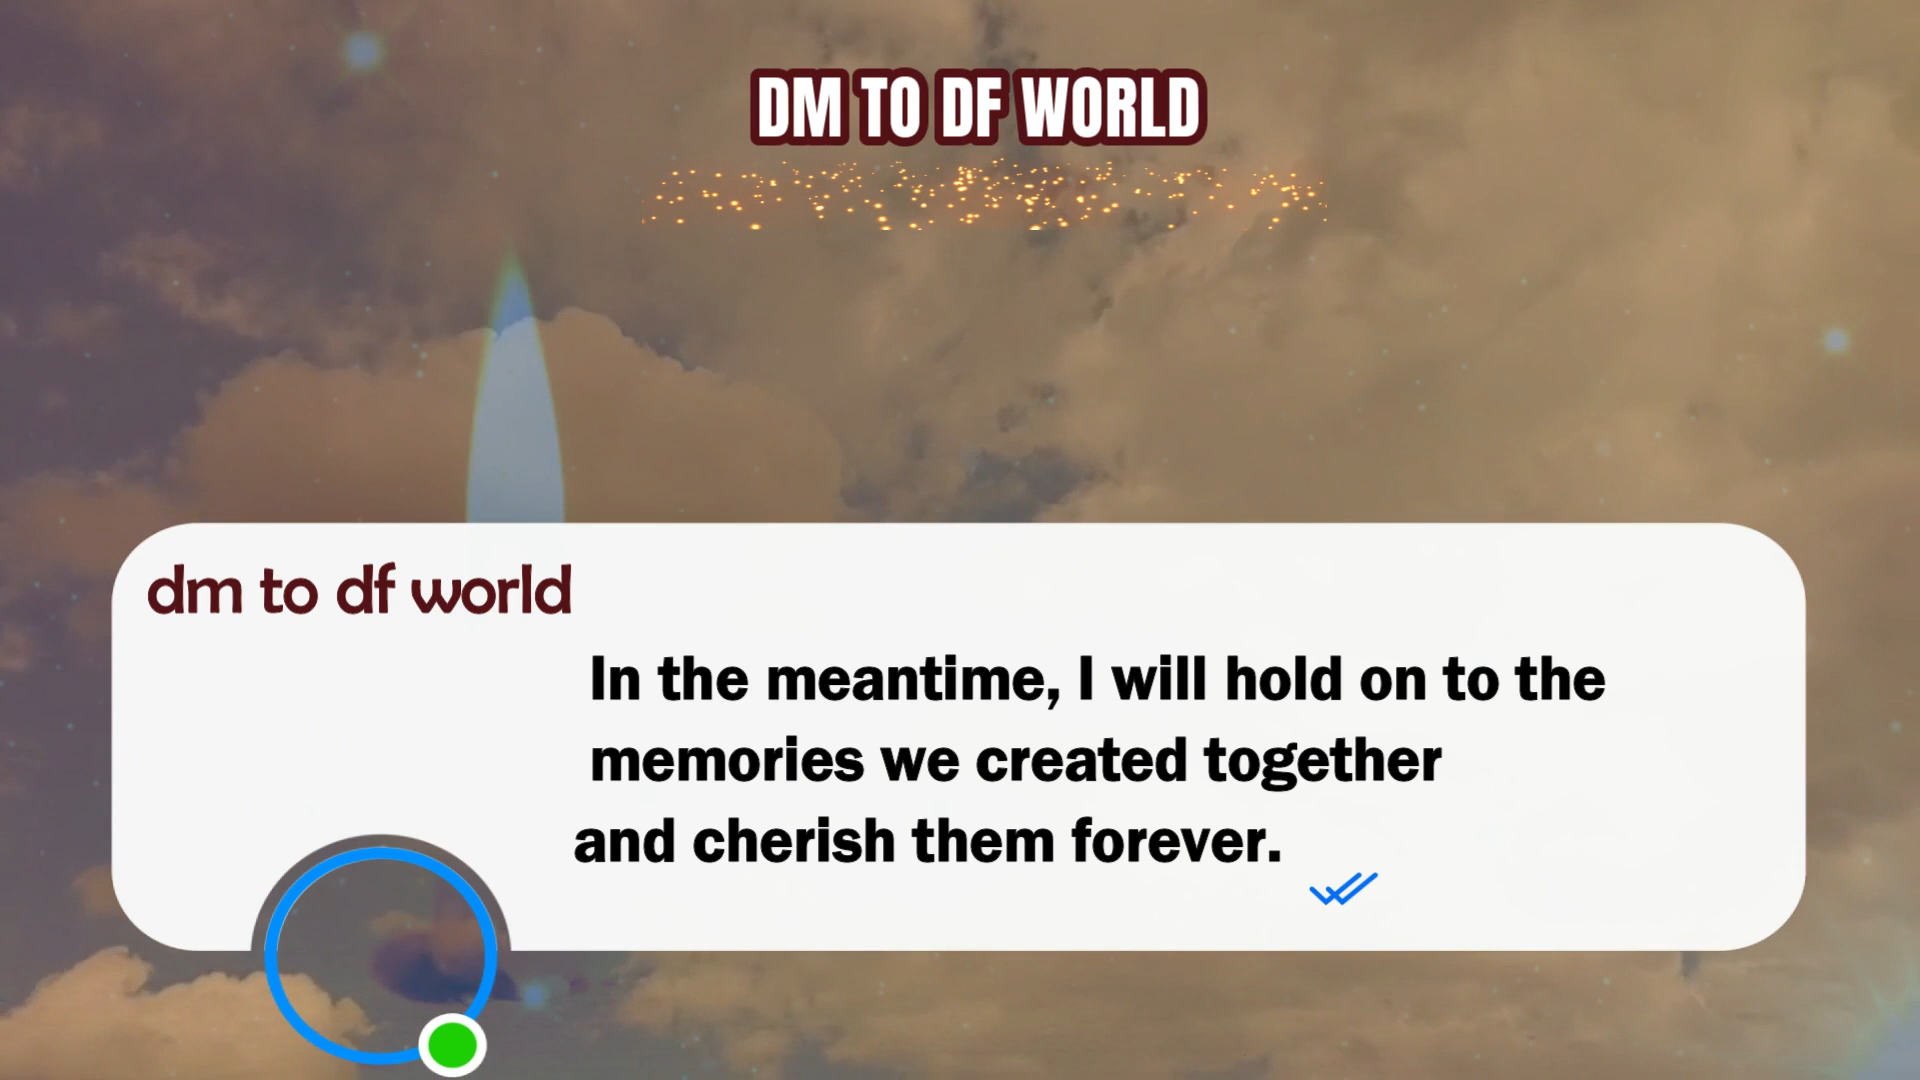 DM TO DF WORLD
dm to df world
In the meantime, I will hold on to the
memories we created together
and cherish them forever.